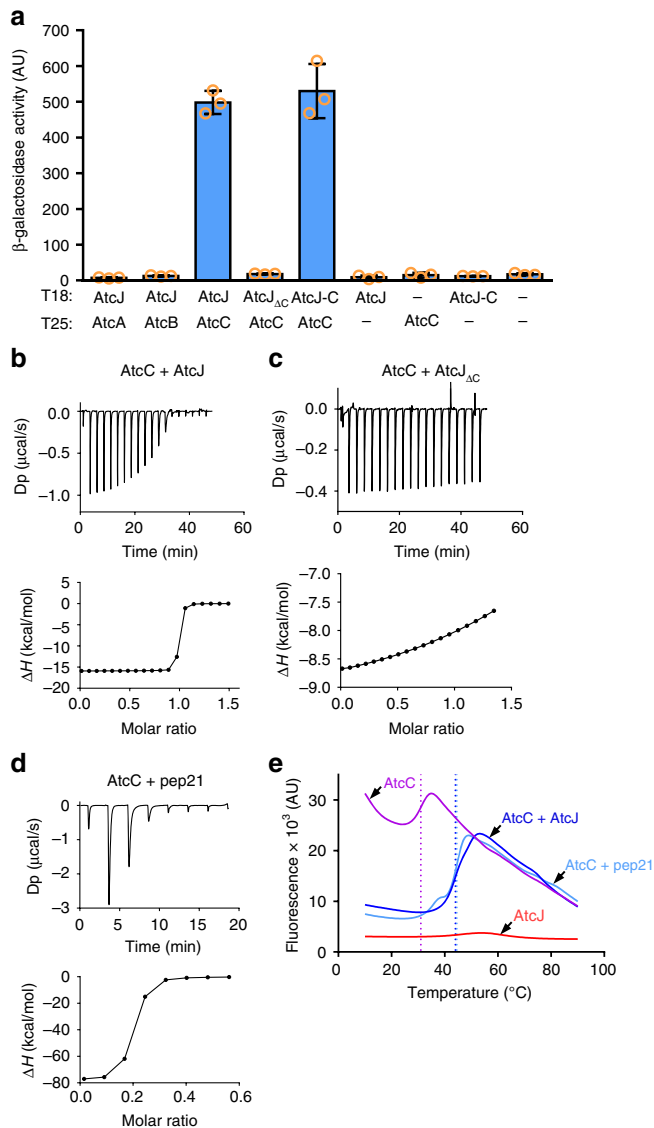 a
β-galactosidase activity (AU)
700
600
500
400
300
200
100
0
T18: AtcJ AtcJ AtcJ AtcJΔC AtcJ-C AtcJ – AtcJ-C –
T25: AtcA AtcB AtcC AtcC AtcC – AtcC – –
b
AtcC + AtcJ
Dp (μcal/s)
0.0
–0.5
–1.0
0 20 40 60
Time (min)
ΔH (kcal/mol)
5
0
–5
–10
–15
–20
0.0 0.5 1.0 1.5
Molar ratio
c
AtcC + AtcJΔC
Dp (μcal/s)
0.0
–0.2
–0.4
0 20 40 60
Time (min)
ΔH (kcal/mol)
–7.0
–7.5
–8.0
–8.5
–9.0
0.0 0.5 1.0 1.5
Molar ratio
d
AtcC + pep21
Dp (μcal/s)
0
–1
–2
–3
0 5 10 15 20
Time (min)
ΔH (kcal/mol)
0
–20
–40
–60
–80
0.0 0.2 0.4 0.6
Molar ratio
e
Fluorescence × 10³ (AU)
30
20
10
0
AtcC
AtcC + AtcJ
AtcC + pep21
AtcJ
0 20 40 60 80 100
Temperature (°C)